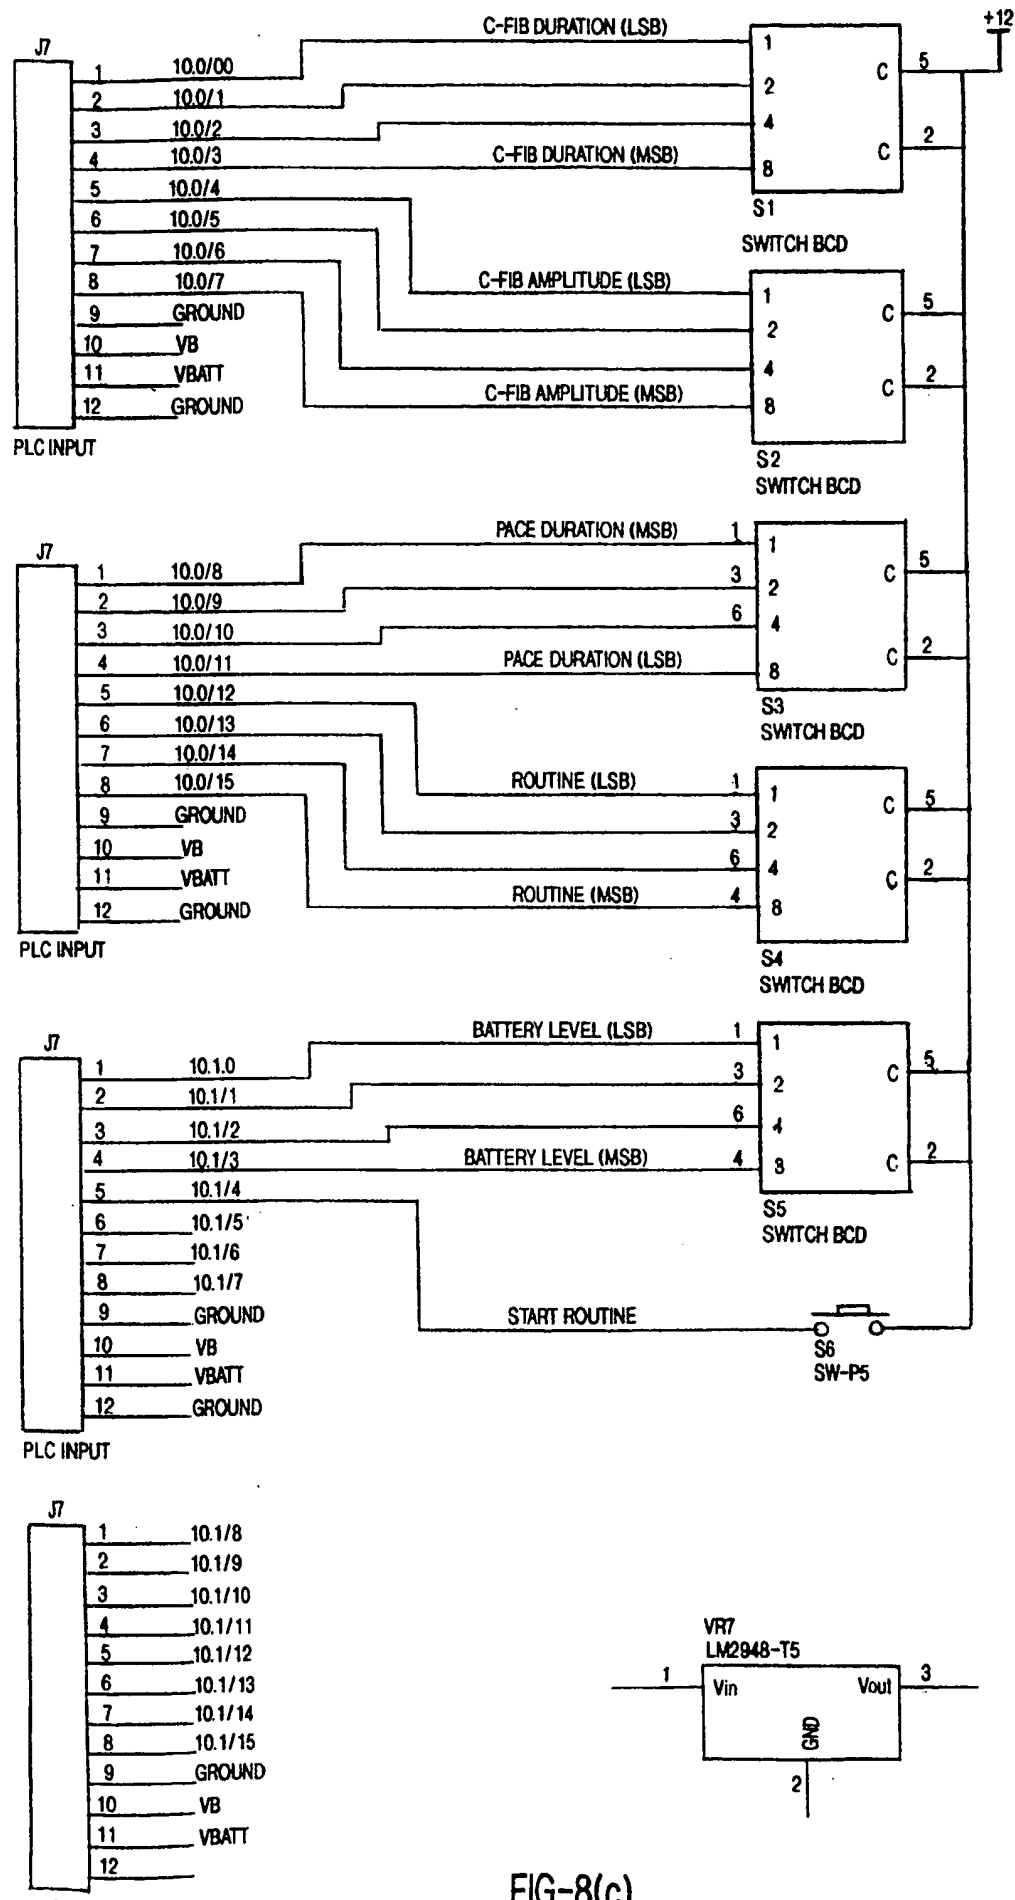 +12
C-FIB DURATION (LSB)
J7
1 10.0/00 1 C 5
2 10.0/1 2
3 10.0/2 4 C 2
4 10.0/3 C-FIB DURATION (MSB) 8
5 10.0/4 S1
6 10.0/5 SWITCH BCD
7 10.0/6
8 10.0/7 C-FIB AMPLITUDE (LSB) 1 C 5
9 GROUND 2
10 VB
11 VBATT 4 C 2
12 GROUND C-FIB AMPLITUDE (MSB) 8
PLC INPUT
S2
SWITCH BCD
J7
PACE DURATION (MSB) 1 1
1 10.0/8 3 2 C 5
2 10.0/9
3 10.0/10 6 4
4 10.0/11 PACE DURATION (LSB) 8 C 2
5 10.0/12 S3
6 10.0/13 SWITCH BCD
7 10.0/14
8 10.0/15 ROUTINE (LSB) 1 1 C 5
9 GROUND 3 2
10 VB 6 4
11 VBATT C 2
12 GROUND ROUTINE (MSB) 4 8
PLC INPUT
S4
SWITCH BCD
J7
BATTERY LEVEL (LSB) 1 1
1 10.1.0 3 2 C 5
2 10.1/1
3 10.1/2 6 4
4 10.1/3 BATTERY LEVEL (MSB) 4 8 C 2
5 10.1/4 S5
6 10.1/5 SWITCH BCD
7 10.1/6
8 10.1/7
9 GROUND START ROUTINE
10 VB S6
11 VBATT SW-P5
12 GROUND
PLC INPUT
J7
1 10.1/8
2 10.1/9
3 10.1/10
4 10.1/11
5 10.1/12
6 10.1/13
7 10.1/14
8 10.1/15
9 GROUND
10 VB
11 VBATT
12
VR7
LM2948-T5
1 Vin Vout 3
GND
2
FIG-8(c)